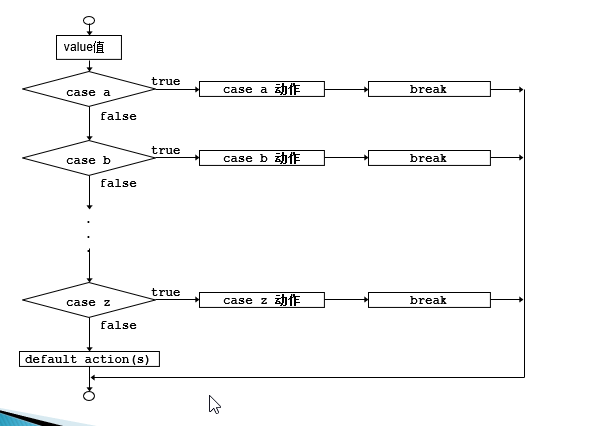 value值
case a true case a 动作 break
false
case b true case b 动作 break
false
.
.
.
case z true case z 动作 break
false
default action(s)